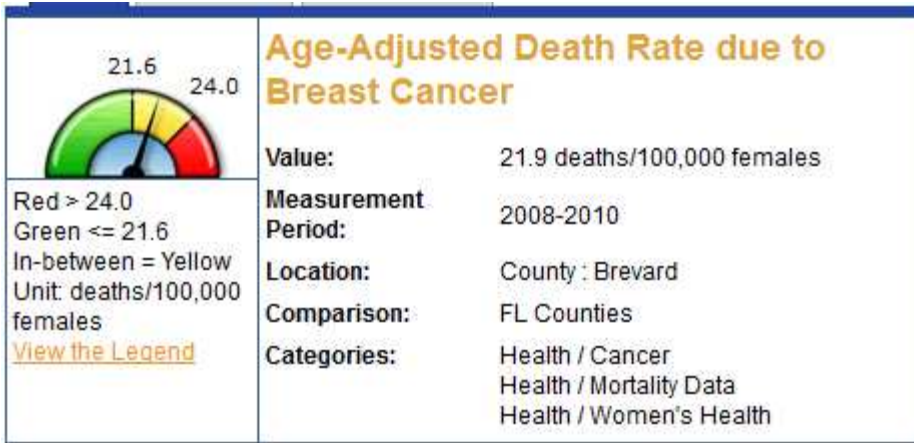 21.6
24.0
Red > 24.0
Green <= 21.6
In-between = Yellow
Unit: deaths/100,000
females
View the Legend
Age-Adjusted Death Rate due to
Breast Cancer
Value: 21.9 deaths/100,000 females
Measurement
Period: 2008-2010
Location: County : Brevard
Comparison: FL Counties
Categories: Health / Cancer
Health / Mortality Data
Health / Women's Health